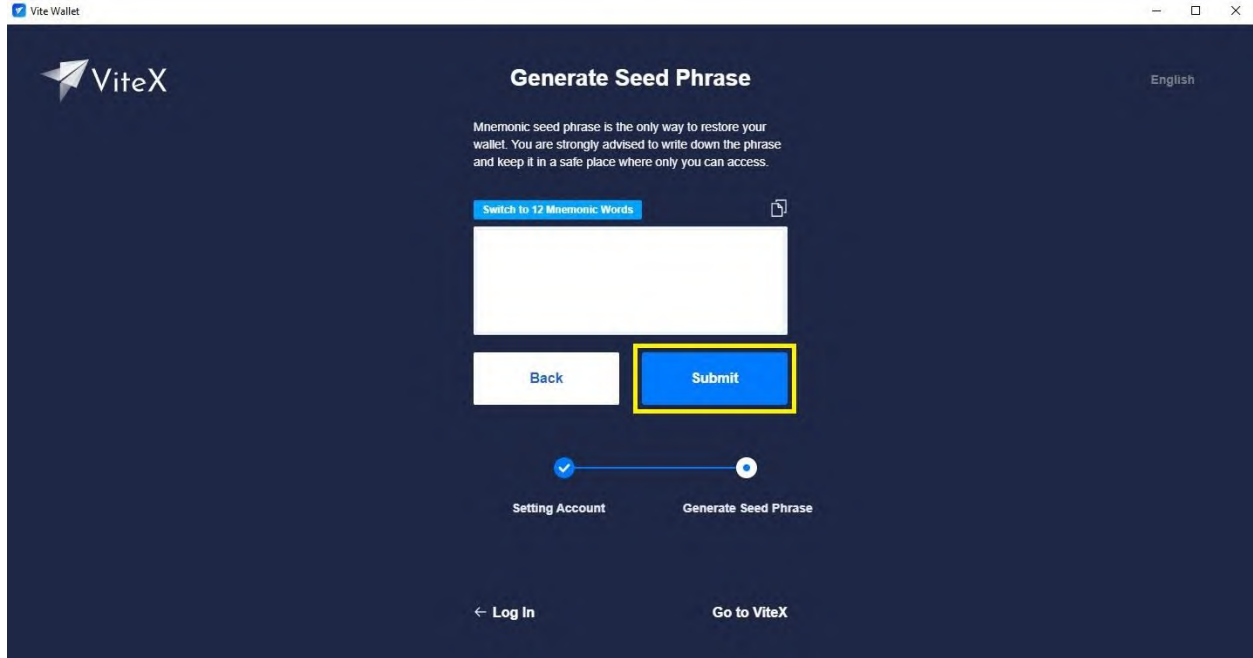 Vite Wallet
ViteX
Generate Seed Phrase
English
Mnemonic seed phrase is the only way to restore your
wallet. You are strongly advised to write down the phrase
and keep it in a safe place where only you can access.
Switch to 12 Mnemonic Words
Back
Submit
Setting Account
Generate Seed Phrase
← Log In
Go to ViteX